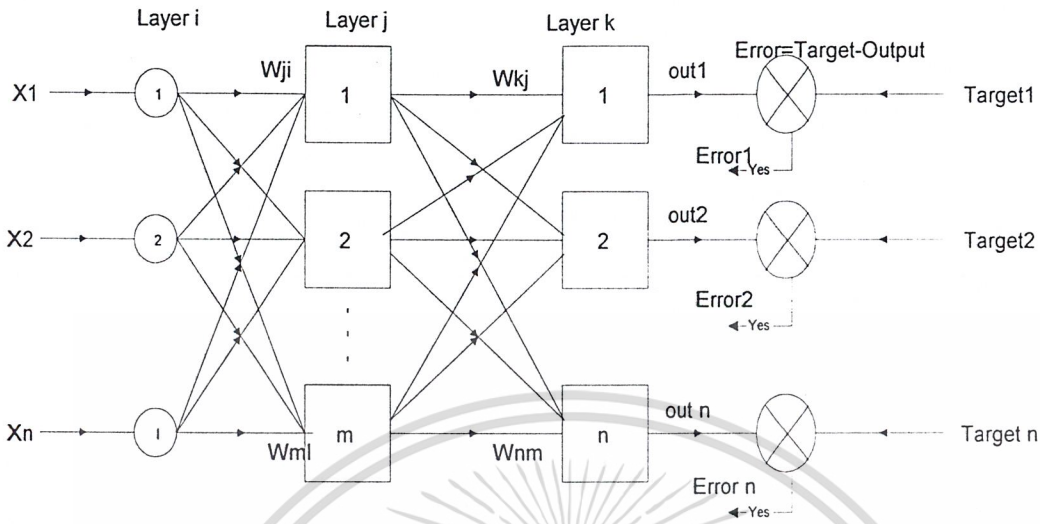 Layer i
Layer j
Layer k
Error=Target-Output
Wji
Wkj
out1
X1
1
1
1
Target1
Error1
Yes
out2
X2
2
2
2
Target2
Error2
Yes
out n
Xn
l
m
n
Target n
Wml
Wnm
Error n
Yes